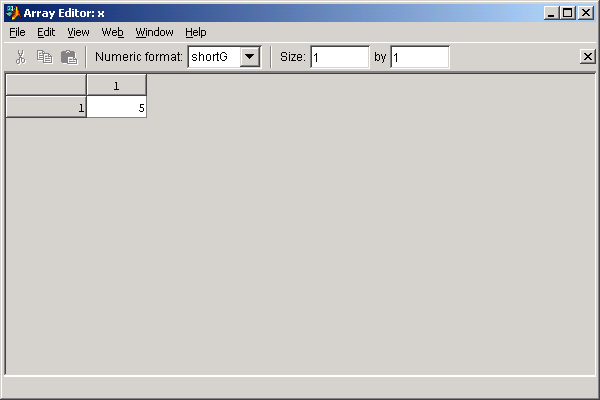 Array Editor: x
File Edit View Web Window Help
Numeric format: shortG Size: 1 by 1
1
1 5